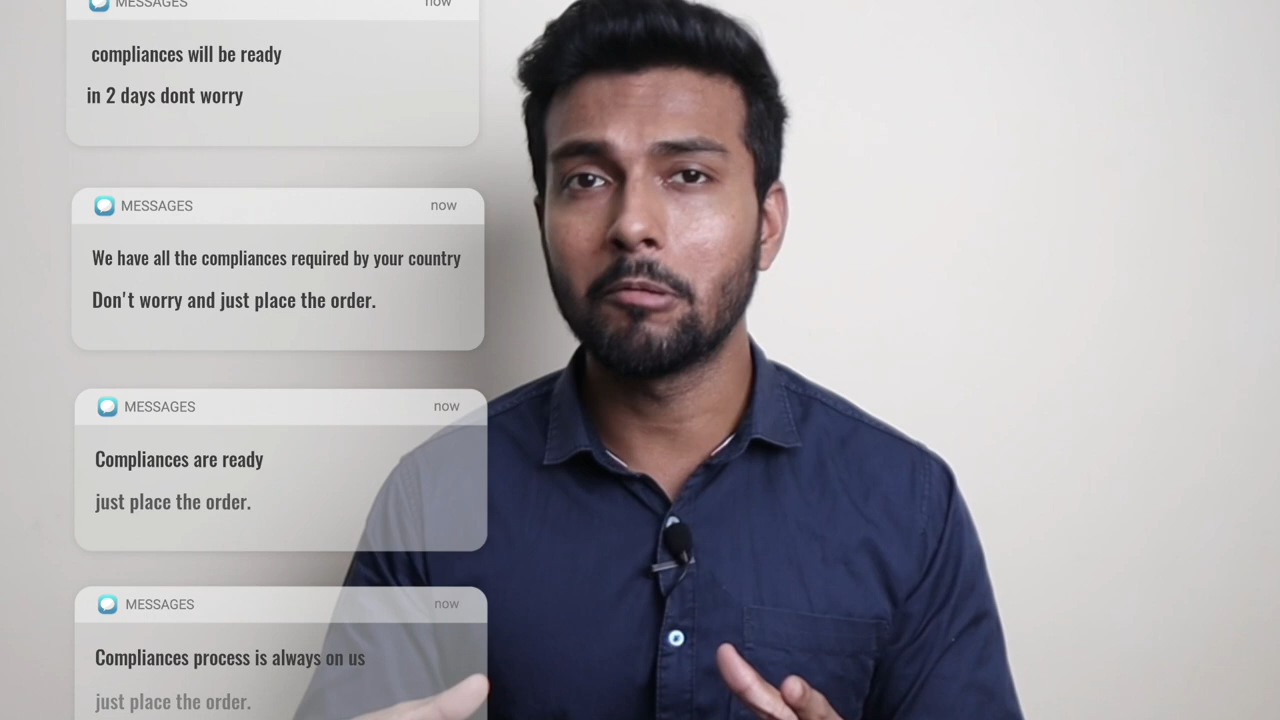 MESSAGES now
compliances will be ready
in 2 days dont worry
MESSAGES now
We have all the compliances required by your country
Don't worry and just place the order.
MESSAGES now
Compliances are ready
just place the order.
MESSAGES now
Compliances process is always on us
just place the order.